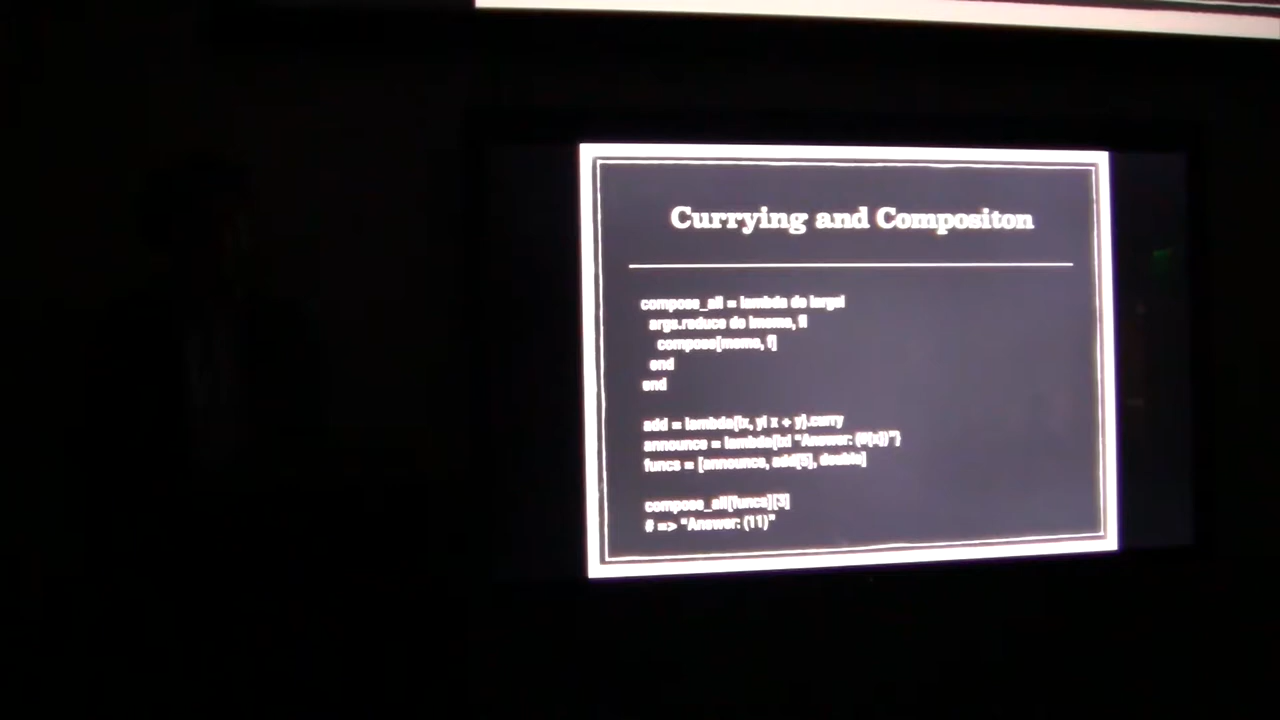 Currying and Compositon
compose_all = lambda do |args|
args.reduce do |memo, f|
compose[memo, f]
end
end
add = lambda{|x, y| x + y}.curry
announce = lambda{|x| "Answer: (#{x})"}
funcs = [announce, add[5], double]
compose_all[funcs][3]
# => "Answer: (11)"